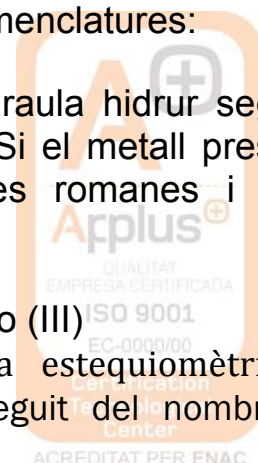 omenclatures:
raula hidrur seg
Si el metall pres
es romanes i
o (III)
a estequiomètri
eguit del nombr
A+
Applus+
QUALITAT
EMPRESA CERTIFICADA
ISO 9001
EC-0000/00
Certification
Technological
Center
ACREDITAT PER ENAC